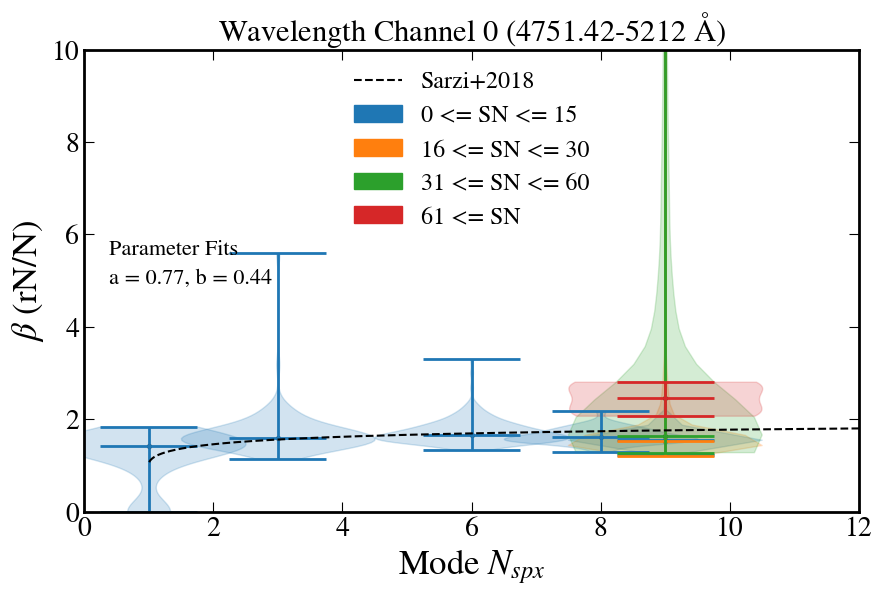 Wavelength Channel 0 (4751.42-5212 Å)
10
8
6
4
2
0
β (rN/N)
Sarzi+2018
0 <= SN <= 15
16 <= SN <= 30
31 <= SN <= 60
61 <= SN
Parameter Fits
a = 0.77, b = 0.44
0 2 4 6 8 10 12
Mode N_{spx}